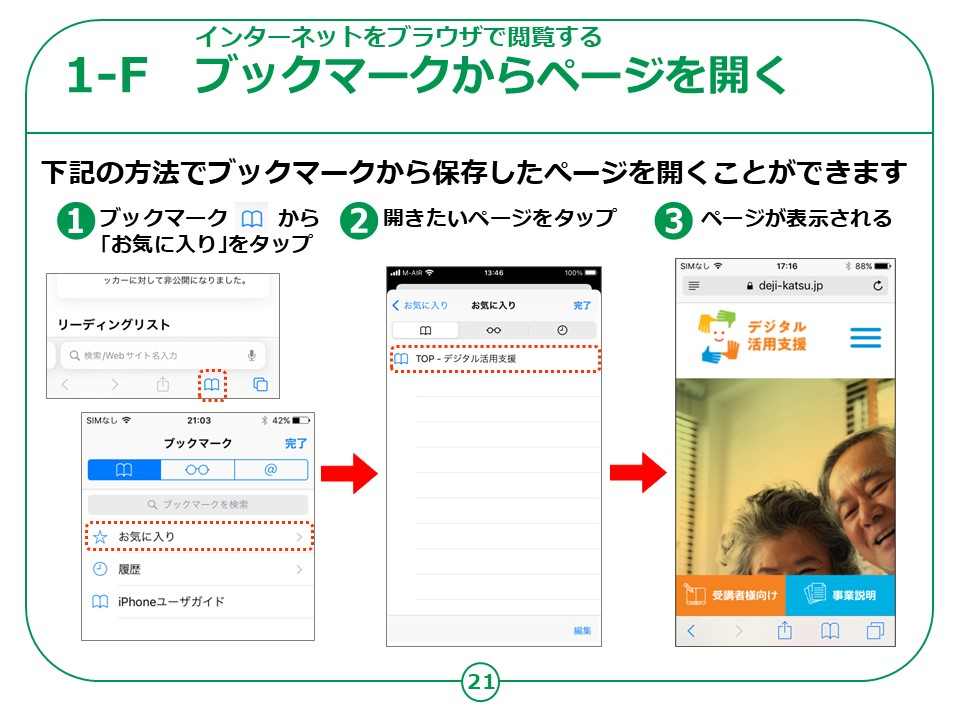 インターネットをブラウザで閲覧する
1-F ブックマークからページを開く
下記の方法でブックマークから保存したページを開くことができます
1 ブックマーク から
「お気に入り」をタップ
ッカーに対して非公開になりました。
リーディングリスト
検索/Webサイト名入力
SIMなし 21:03 42%
ブックマーク 完了
@
ブックマークを検索
お気に入り
履歴
iPhoneユーザガイド
2 開きたいページをタップ
M-AIR 13:46 100%
お気に入り お気に入り 完了
TOP - デジタル活用支援
編集
3 ページが表示される
SIMなし 17:16 88%
deji-katsu.jp
デジタル
活用支援
受講者様向け 事業説明
21